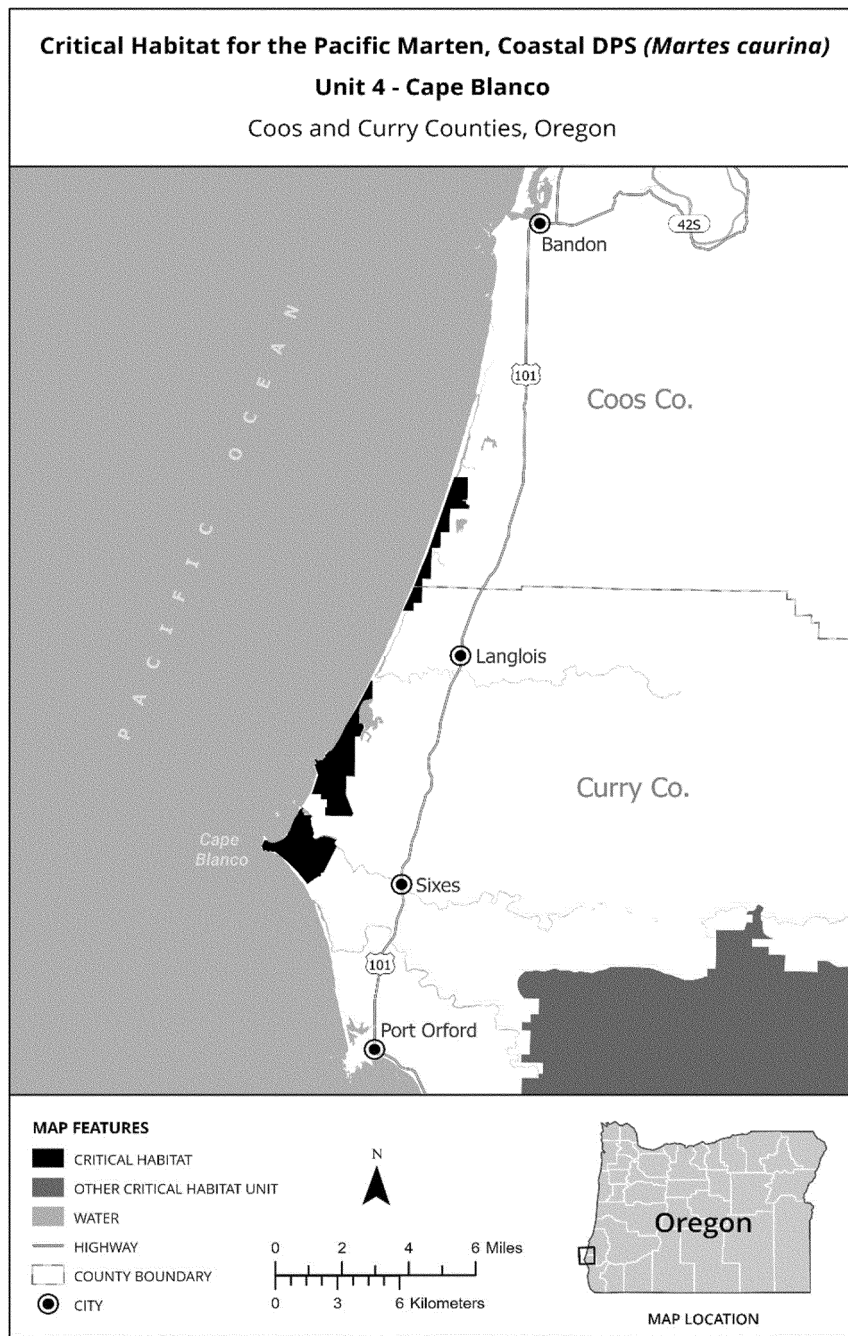 Critical Habitat for the Pacific Marten, Coastal DPS (Martes caurina)
Unit 4 - Cape Blanco
Coos and Curry Counties, Oregon
42S
Bandon
PACIFIC OCEAN
101
Coos Co.
Langlois
Curry Co.
Cape
Blanco
Sixes
101
Port Orford
MAP FEATURES
CRITICAL HABITAT
OTHER CRITICAL HABITAT UNIT
WATER
HIGHWAY
COUNTY BOUNDARY
CITY
N
0 2 4 6 Miles
0 3 6 Kilometers
Oregon
MAP LOCATION